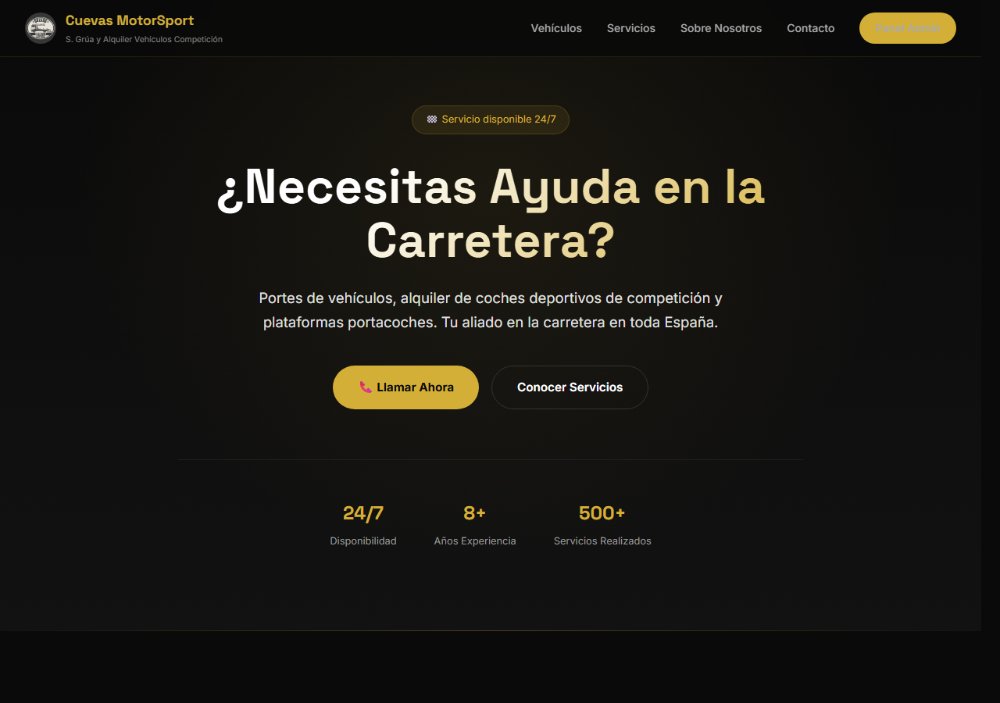 Cuevas MotorSport
S. Grúa y Alquiler Vehículos Competición
Vehículos
Servicios
Sobre Nosotros
Contacto
Panel Admin
Servicio disponible 24/7
¿Necesitas Ayuda en la
Carretera?
Portes de vehículos, alquiler de coches deportivos de competición y
plataformas portacoches. Tu aliado en la carretera en toda España.
Llamar Ahora
Conocer Servicios
24/7
Disponibilidad
8+
Años Experiencia
500+
Servicios Realizados